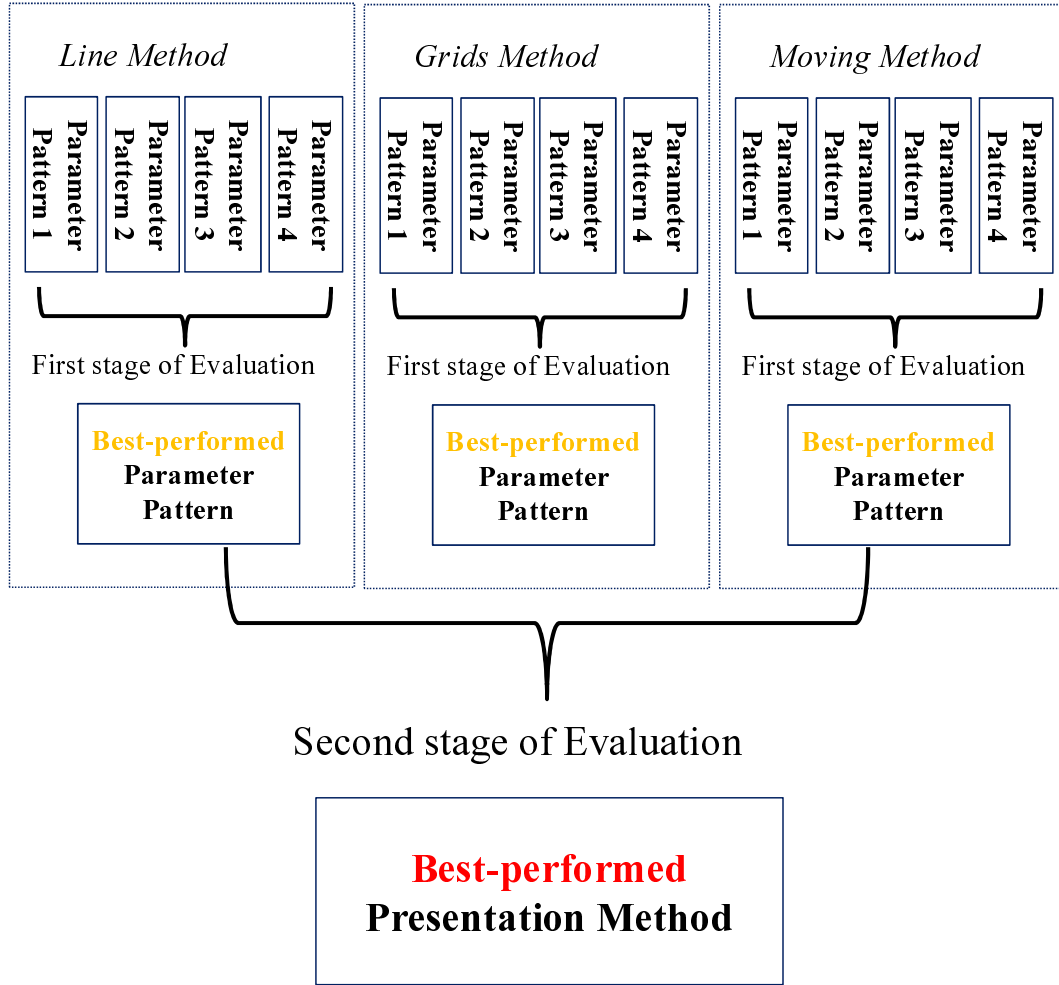 Line Method
Parameter
Pattern 1
Parameter
Pattern 2
Parameter
Pattern 3
Parameter
Pattern 4
First stage of Evaluation
Best-performed
Parameter
Pattern
Grids Method
Parameter
Pattern 1
Parameter
Pattern 2
Parameter
Pattern 3
Parameter
Pattern 4
First stage of Evaluation
Best-performed
Parameter
Pattern
Moving Method
Parameter
Pattern 1
Parameter
Pattern 2
Parameter
Pattern 3
Parameter
Pattern 4
First stage of Evaluation
Best-performed
Parameter
Pattern
Second stage of Evaluation
Best-performed
Presentation Method